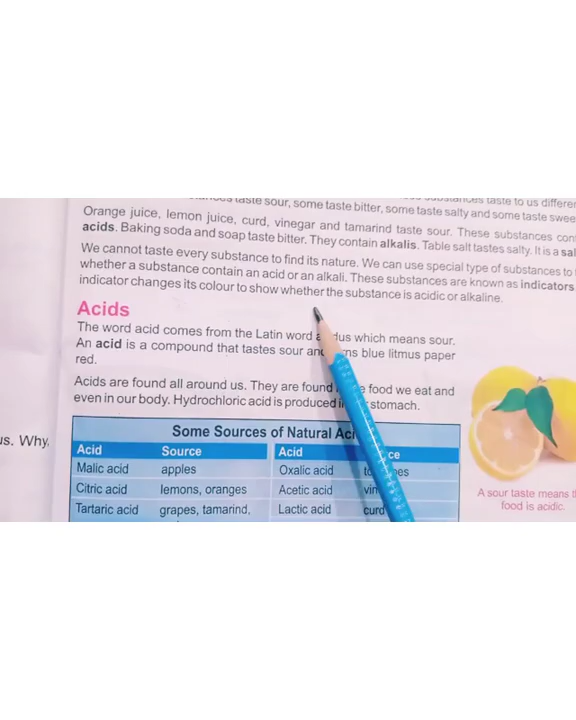 taste sour, some taste bitter, some taste salty and some taste
Orange juice, lemon juice, curd, vinegar and tamarind taste sour. These substances
acids. Baking soda and soap taste bitter. They contain alkalis. Table salt tastes salty. It is a
We cannot taste every substance to find its nature. We can use special type of substances to
whether a substance contain an acid or an alkali. These substances are known as indicators
indicator changes its colour to show whether the substance is acidic or alkaline.
Acids
The word acid comes from the Latin word which means sour.
An acid is a compound that tastes sour and blue litmus paper
red.
Acids are found all around us. They are found food we eat and
even in our body. Hydrochloric acid is produced stomach.
us. Why
Some Sources of Natural
Acid Source Acid
Malic acid apples Oxalic acid
Citric acid lemons, oranges Acetic acid
Tartaric acid grapes, tamarind, Lactic acid curd
A sour taste means
food is acidic.